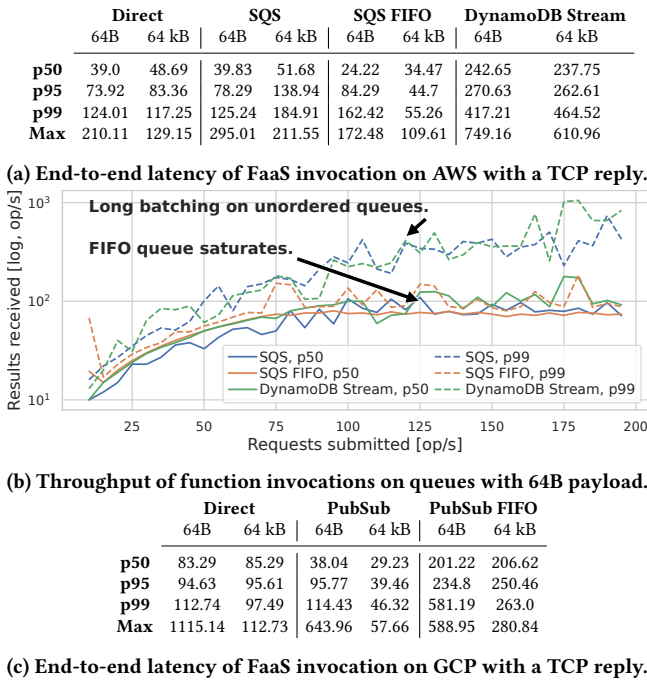 Direct SQS SQS FIFO DynamoDB Stream
64B 64 kB 64B 64 kB 64B 64 kB 64B 64 kB
p50 39.0 48.69 39.83 51.68 24.22 34.47 242.65 237.75
p95 73.92 83.36 78.29 138.94 84.29 44.7 270.63 262.61
p99 124.01 117.25 125.24 184.91 162.42 55.26 417.21 464.52
Max 210.11 129.15 295.01 211.55 172.48 109.61 749.16 610.96
(a) End-to-end latency of FaaS invocation on AWS with a TCP reply.
Results received [log, op/s]
10³
10²
10¹
Long batching on unordered queues.
FIFO queue saturates.
SQS, p50 SQS, p99
SQS FIFO, p50 SQS FIFO, p99
DynamoDB Stream, p50 DynamoDB Stream, p99
25 50 75 100 125 150 175 200
Requests submitted [op/s]
(b) Throughput of function invocations on queues with 64B payload.
Direct PubSub PubSub FIFO
64B 64 kB 64B 64 kB 64B 64 kB
p50 83.29 85.29 38.04 29.23 201.22 206.62
p95 94.63 95.61 95.77 39.46 234.8 250.46
p99 112.74 97.49 114.43 46.32 581.19 263.0
Max 1115.14 112.73 643.96 57.66 588.95 280.84
(c) End-to-end latency of FaaS invocation on GCP with a TCP reply.